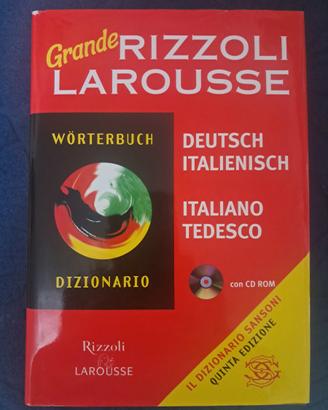 Grande RIZZOLI
LAROUSSE
WÖRTERBUCH
DIZIONARIO
DEUTSCH
ITALIENISCH
ITALIANO
TEDESCO
con CD ROM
IL DIZIONARIO SANSONI
QUINTA EDIZIONE
Rizzoli
LAROUSSE